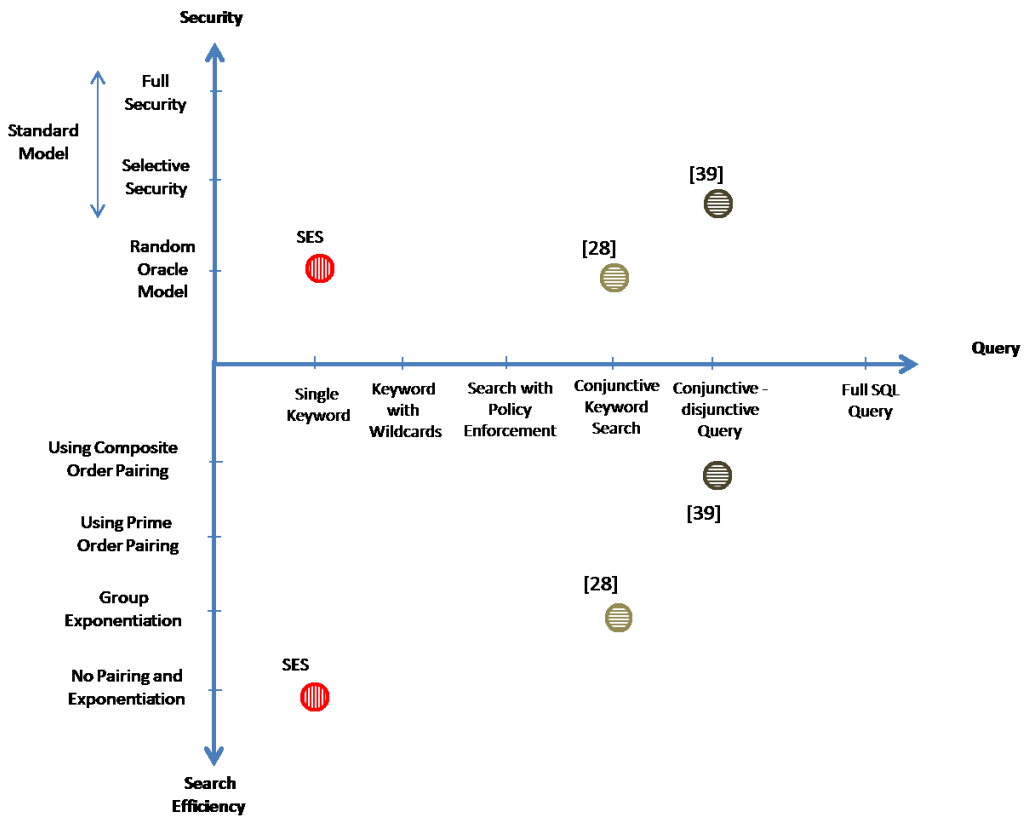 Security
Full
Security
Standard
Model
Selective
Security
[39]
Random
Oracle
Model
SES
[28]
Query
Single
Keyword
Keyword
with
Wildcards
Search with
Policy
Enforcement
Conjunctive
Keyword
Search
Conjunctive -
disjunctive
Query
Full SQL
Query
Using Composite
Order Pairing
[39]
Using Prime
Order Pairing
[28]
Group
Exponentiation
SES
No Pairing and
Exponentiation
Search
Efficiency